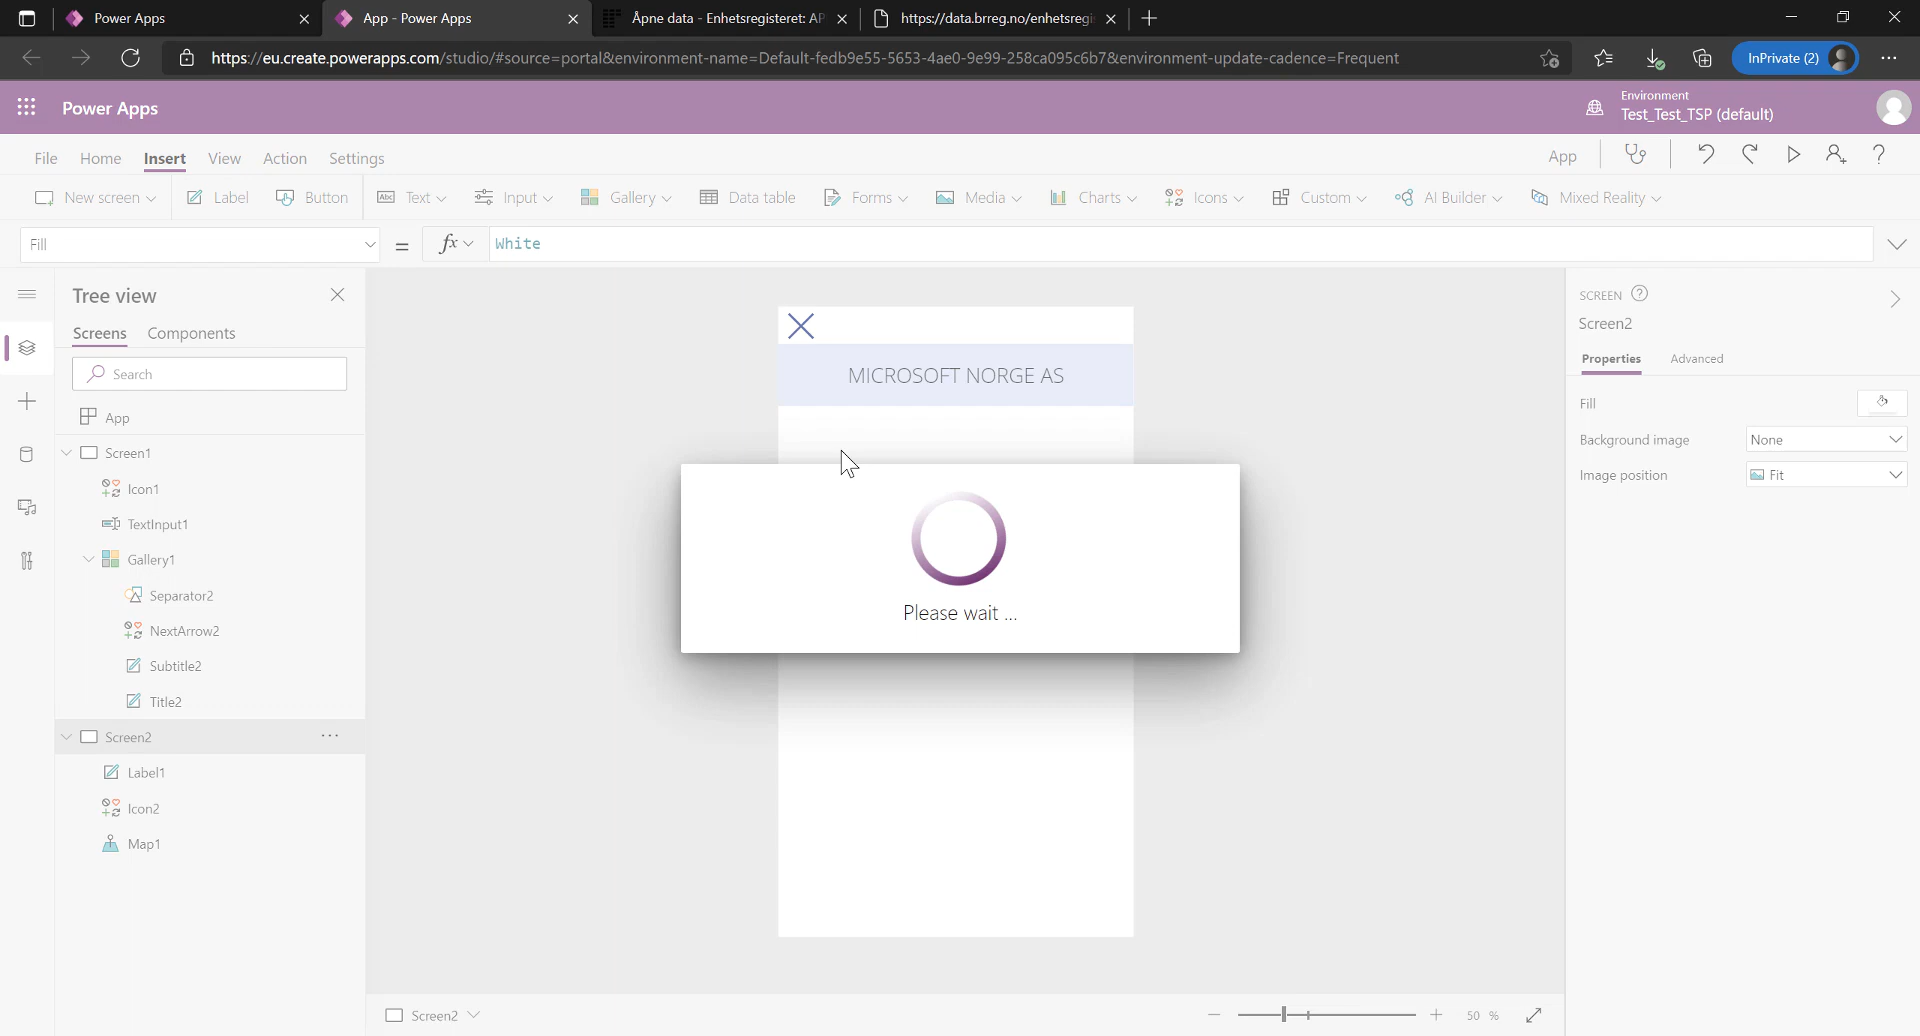 Power Apps
App - Power Apps
Åpne data - Enhetsregisteret: AP
https://data.brreg.no/enhetsregi
https://eu.create.powerapps.com/studio/#source=portal&environment-name=Default-fedb9e55-5653-4ae0-9e99-258ca095c6b7&environment-update-cadence=Frequent
InPrivate (2)
Power Apps
Environment
Test_Test_TSP (default)
File Home Insert View Action Settings
App
New screen Label Button Text Input Gallery Data table Forms Media Charts Icons Custom AI Builder Mixed Reality
Fill = fx White
Tree view
Screens Components
Search
App
Screen1
Icon1
TextInput1
Gallery1
Separator2
NextArrow2
Subtitle2
Title2
Screen2
Label1
Icon2
Map1
MICROSOFT NORGE AS
Please wait ...
SCREEN
Screen2
Properties Advanced
Fill
Background image None
Image position Fit
Screen2
50 %